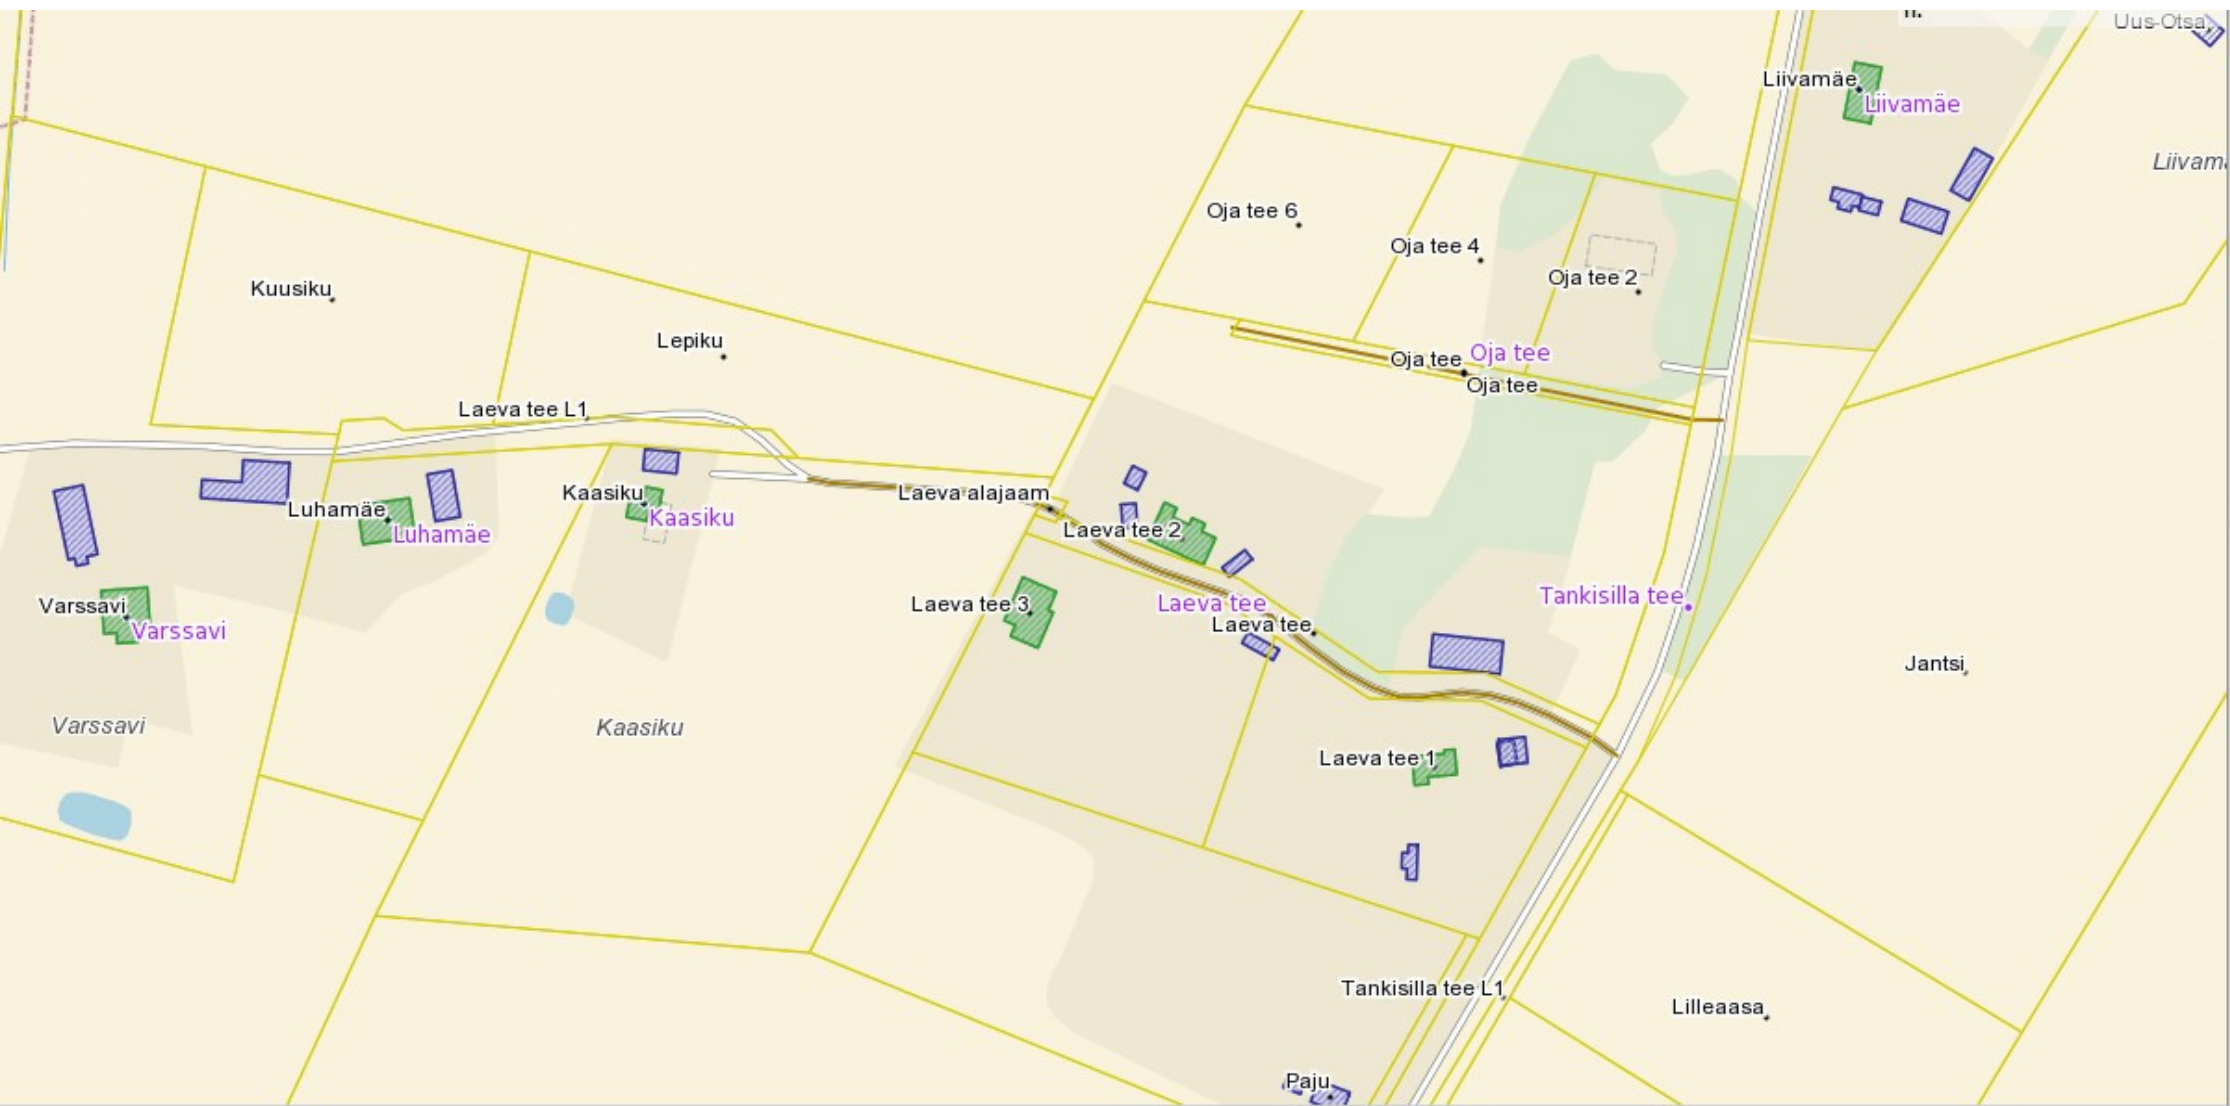 Uus-Otsa
Liivamäe
Liivamäe
Oja tee 6
Oja tee 4
Oja tee 2
Kuusiku
Lepiku
Oja tee
Oja tee
Oja tee
Laeva tee L1
Kaasiku
Kaasiku
Laeva alajaam
Luhamäe
Luhamäe
Laeva tee 2
Varssavi
Varssavi
Laeva tee 3
Laeva tee
Laeva tee
Tankisilla tee
Jantsi
Varssavi
Kaasiku
Laeva tee 1
Tankisilla tee L1
Lilleaasa
Paju